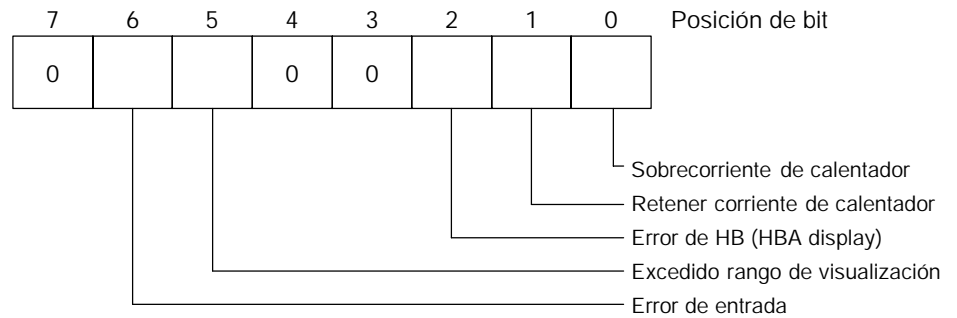 7 6 5 4 3 2 1 0 Posición de bit
0 0 0
Sobrecorriente de calentador
Retener corriente de calentador
Error de HB (HBA display)
Excedido rango de visualización
Error de entrada